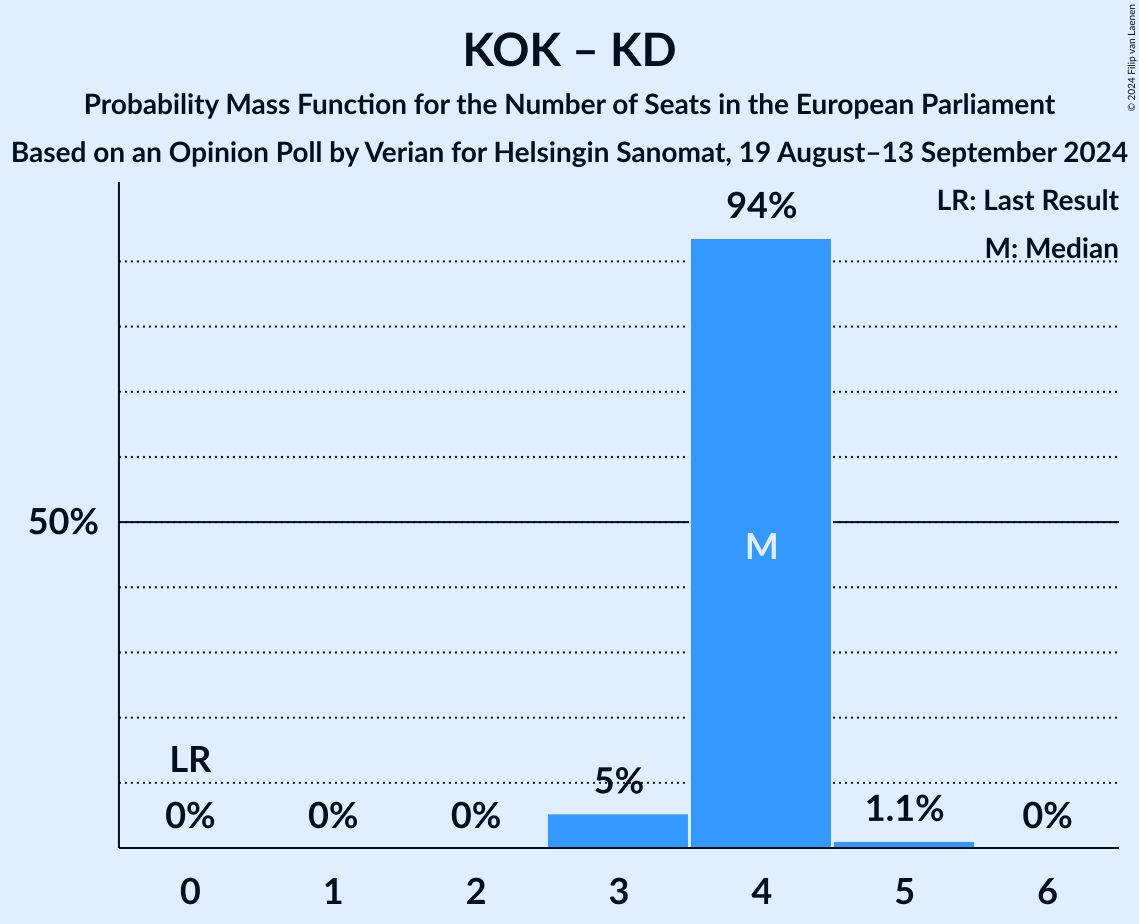 KOK – KD
Probability Mass Function for the Number of Seats in the European Parliament
Based on an Opinion Poll by Verian for Helsingin Sanomat, 19 August–13 September 2024
© 2024 Filip van Laenen
LR: Last Result
M: Median
94%
50%
M
LR
0%
0%
0%
5%
1.1%
0%
0
1
2
3
4
5
6